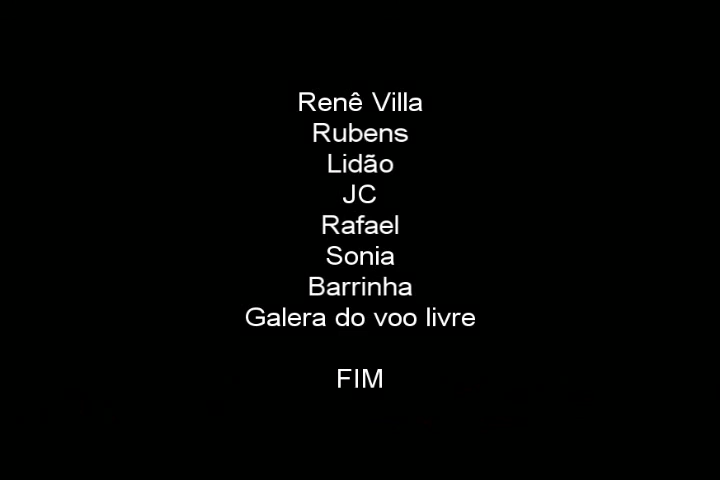 Renê Villa
Rubens
Lidão
JC
Rafael
Sonia
Barrinha
Galera do voo livre
FIM